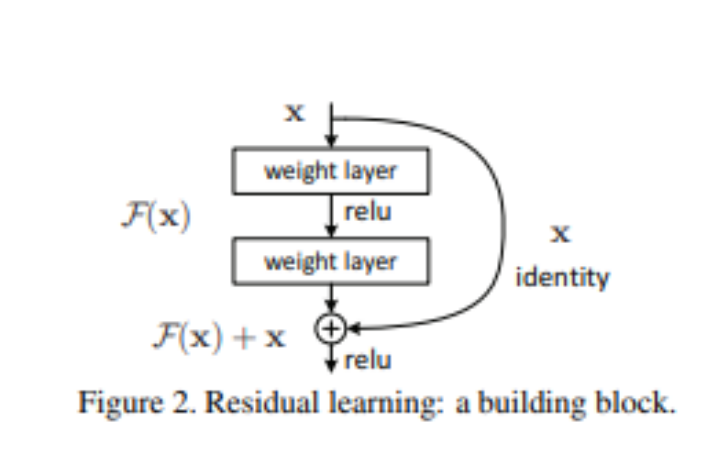 x
weight layer
relu
F(x)
x
weight layer
identity
F(x) + x
relu
Figure 2. Residual learning: a building block.